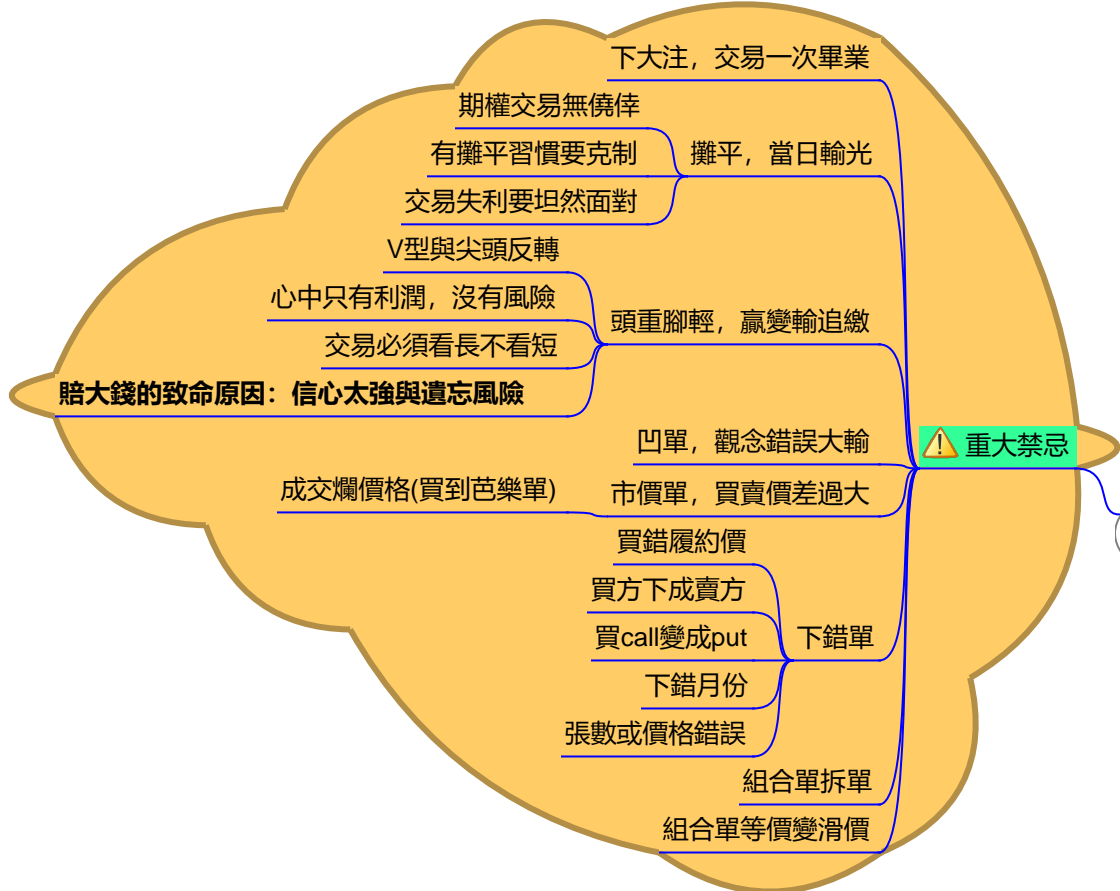 下大注，交易一次畢業
期權交易無僥倖
有攤平習慣要克制
攤平，當日輸光
交易失利要坦然面對
V型與尖頭反轉
心中只有利潤，沒有風險
頭重腳輕，贏變輸追繳
交易必須看長不看短
賠大錢的致命原因：信心太強與遺忘風險
凹單，觀念錯誤大輸
重大禁忌
成交爛價格(買到芭樂單)
市價單，買賣價差過大
買錯履約價
買方下成賣方
買call變成put
下錯單
下錯月份
張數或價格錯誤
組合單拆單
組合單等價變滑價